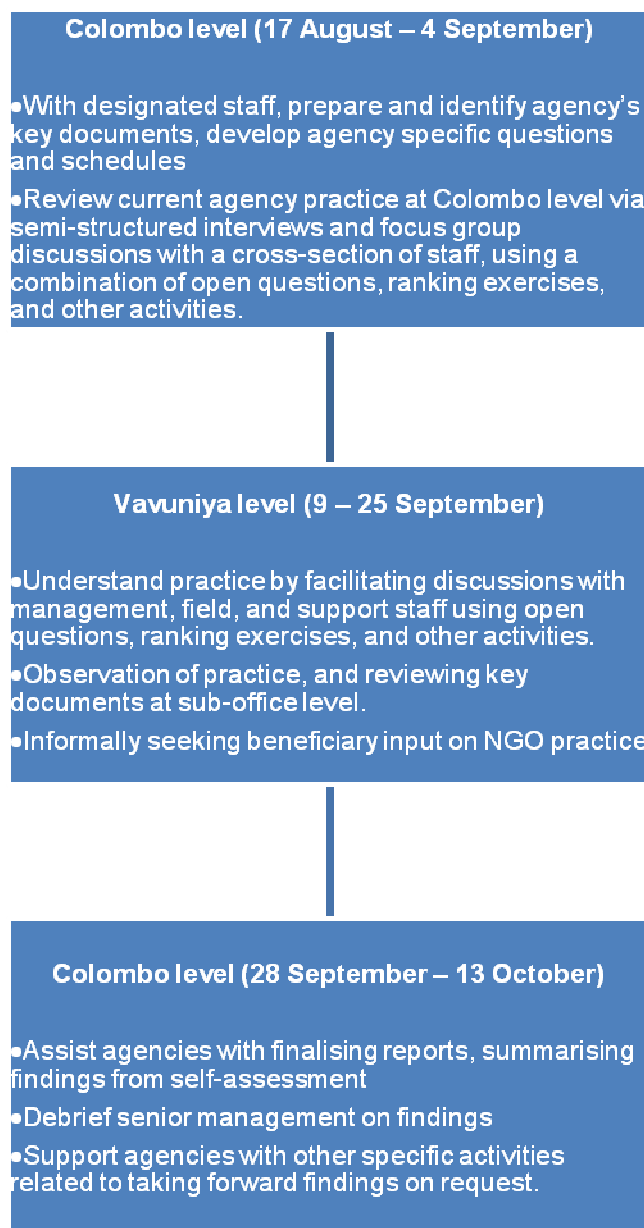 Colombo level (17 August – 4 September)
•With designated staff, prepare and identify agency's
key documents, develop agency specific questions
and schedules
•Review current agency practice at Colombo level via
semi-structured interviews and focus group
discussions with a cross-section of staff, using a
combination of open questions, ranking exercises,
and other activities.
Vavuniya level (9 – 25 September)
•Understand practice by facilitating discussions with
management, field, and support staff using open
questions, ranking exercises, and other activities.
•Observation of practice, and reviewing key
documents at sub-office level.
•Informally seeking beneficiary input on NGO practice
Colombo level (28 September – 13 October)
•Assist agencies with finalising reports, summarising
findings from self-assessment
•Debrief senior management on findings
•Support agencies with other specific activities
related to taking forward findings on request.